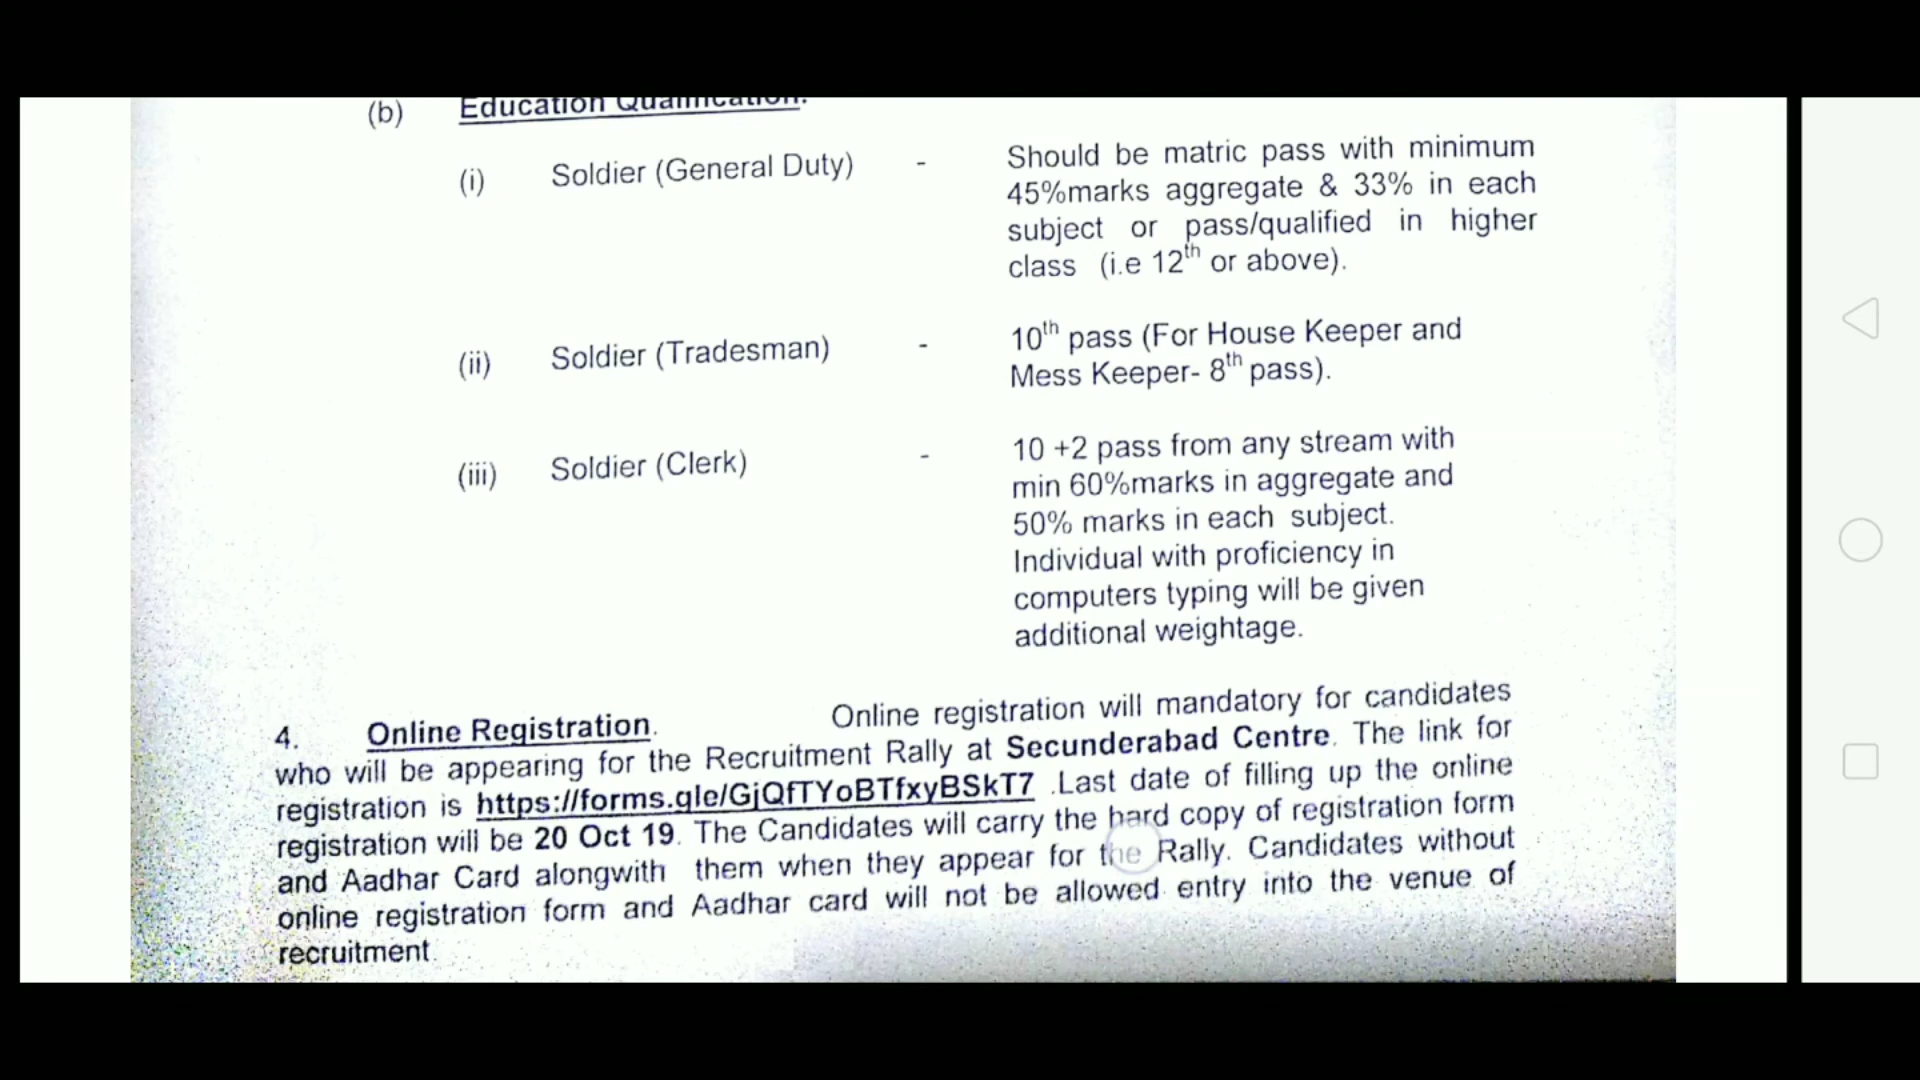 (b) Education Qualification.
(i) Soldier (General Duty) - Should be matric pass with minimum
45%marks aggregate & 33% in each
subject or pass/qualified in higher
class (i.e 12th or above).
(ii) Soldier (Tradesman) - 10th pass (For House Keeper and
Mess Keeper- 8th pass).
(iii) Soldier (Clerk) - 10 +2 pass from any stream with
min 60%marks in aggregate and
50% marks in each subject.
Individual with proficiency in
computers typing will be given
additional weightage.
4. Online Registration. Online registration will mandatory for candidates
who will be appearing for the Recruitment Rally at Secunderabad Centre. The link for
registration is https://forms.gle/GjQfTYoBTfxyBSkT7 .Last date of filling up the online
registration will be 20 Oct 19. The Candidates will carry the hard copy of registration form
and Aadhar Card alongwith them when they appear for the Rally. Candidates without
online registration form and Aadhar card will not be allowed entry into the venue of
recruitment.